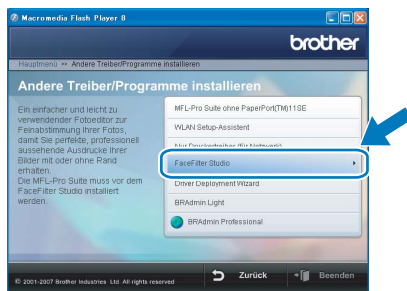 Macromedia Flash Player 8
brother
Hauptmenü >> Andere Treiber/Programme installieren
Andere Treiber/Programme installieren
Ein einfacher und leicht zu
verwendender Fotoeditor zur
Feinabstimmung Ihrer Fotos,
damit Sie perfekte, professionell
aussehende Ausdrucke Ihrer
Bilder mit oder ohne Rand
erhalten.
Die MFL-Pro Suite muss vor dem
FaceFilter Studio installiert
werden.
MFL-Pro Suite ohne PaperPort(TM)11SE
WLAN Setup-Assistent
Nur Druckertreiber (für Netzwerk)
FaceFilter Studio
Driver Deployment Wizard
BRAdmin Light
BRAdmin Professional
© 2001-2007 Brother Industries Ltd. All rights reserved
Zurück
Beenden